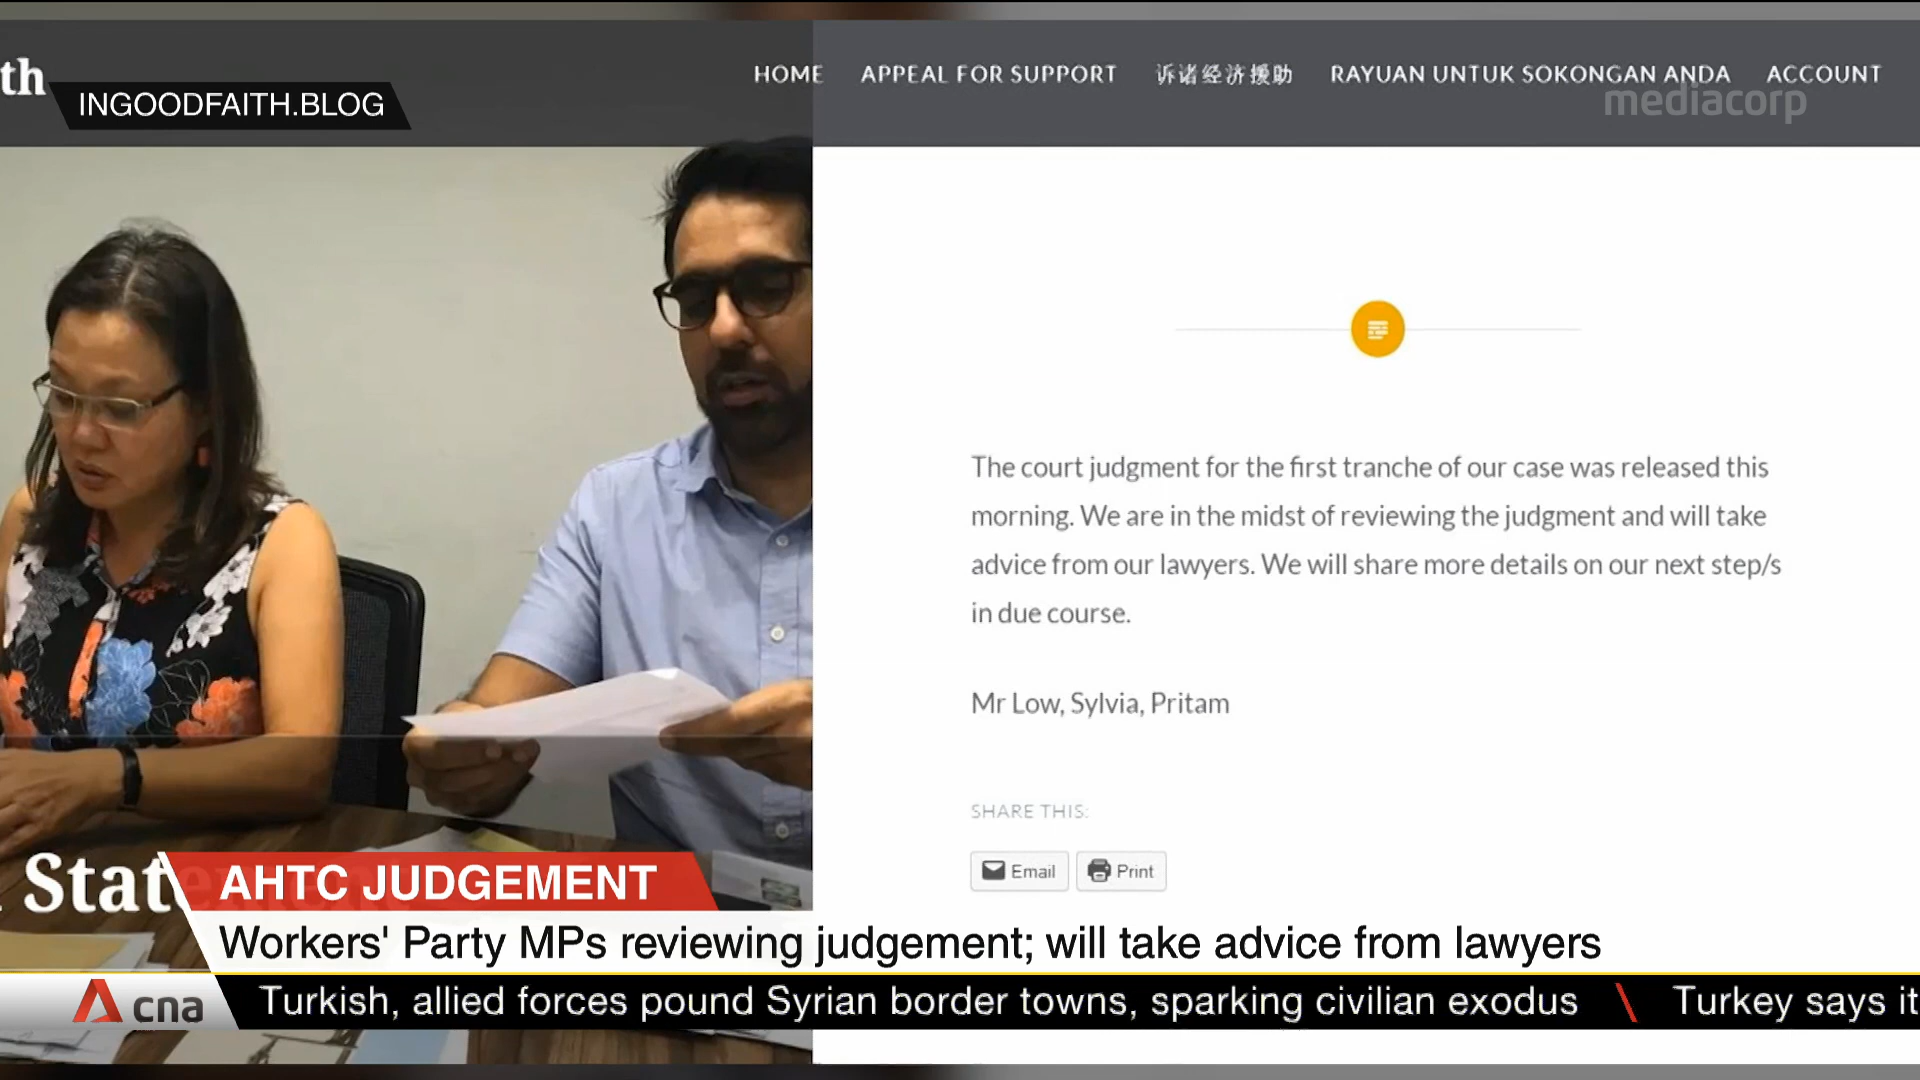 th
INGOODFAITH.BLOG
HOME APPEAL FOR SUPPORT 诉诸经济援助 RAYUAN UNTUK SOKONGAN ANDA ACCOUNT
mediacorp
The court judgment for the first tranche of our case was released this
morning. We are in the midst of reviewing the judgment and will take
advice from our lawyers. We will share more details on our next step/s
in due course.
Mr Low, Sylvia, Pritam
SHARE THIS:
Email Print
AHTC JUDGEMENT
Workers' Party MPs reviewing judgement; will take advice from lawyers
cna
Turkish, allied forces pound Syrian border towns, sparking civilian exodus \ Turkey says it